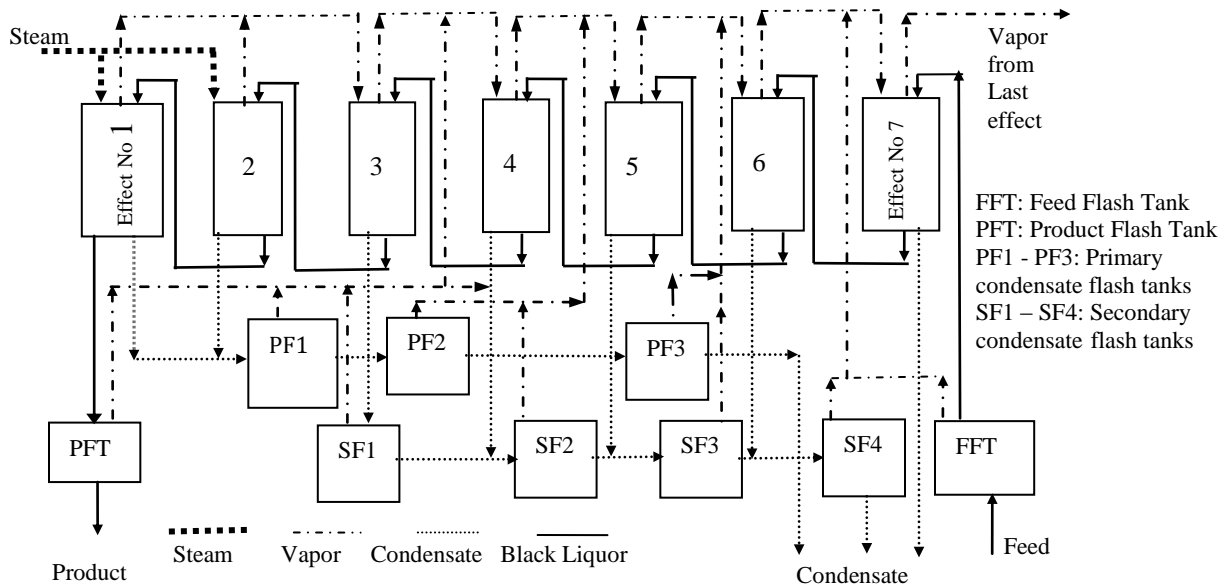 Steam
Vapor
from
Last
effect
Effect No 1
2
3
4
5
6
Effect No 7
FFT: Feed Flash Tank
PFT: Product Flash Tank
PF1 - PF3: Primary
condensate flash tanks
SF1 – SF4: Secondary
condensate flash tanks
PF1
PF2
PF3
PFT
SF1
SF2
SF3
SF4
FFT
Steam
Vapor
Condensate
Black Liquor
Feed
Product
Condensate